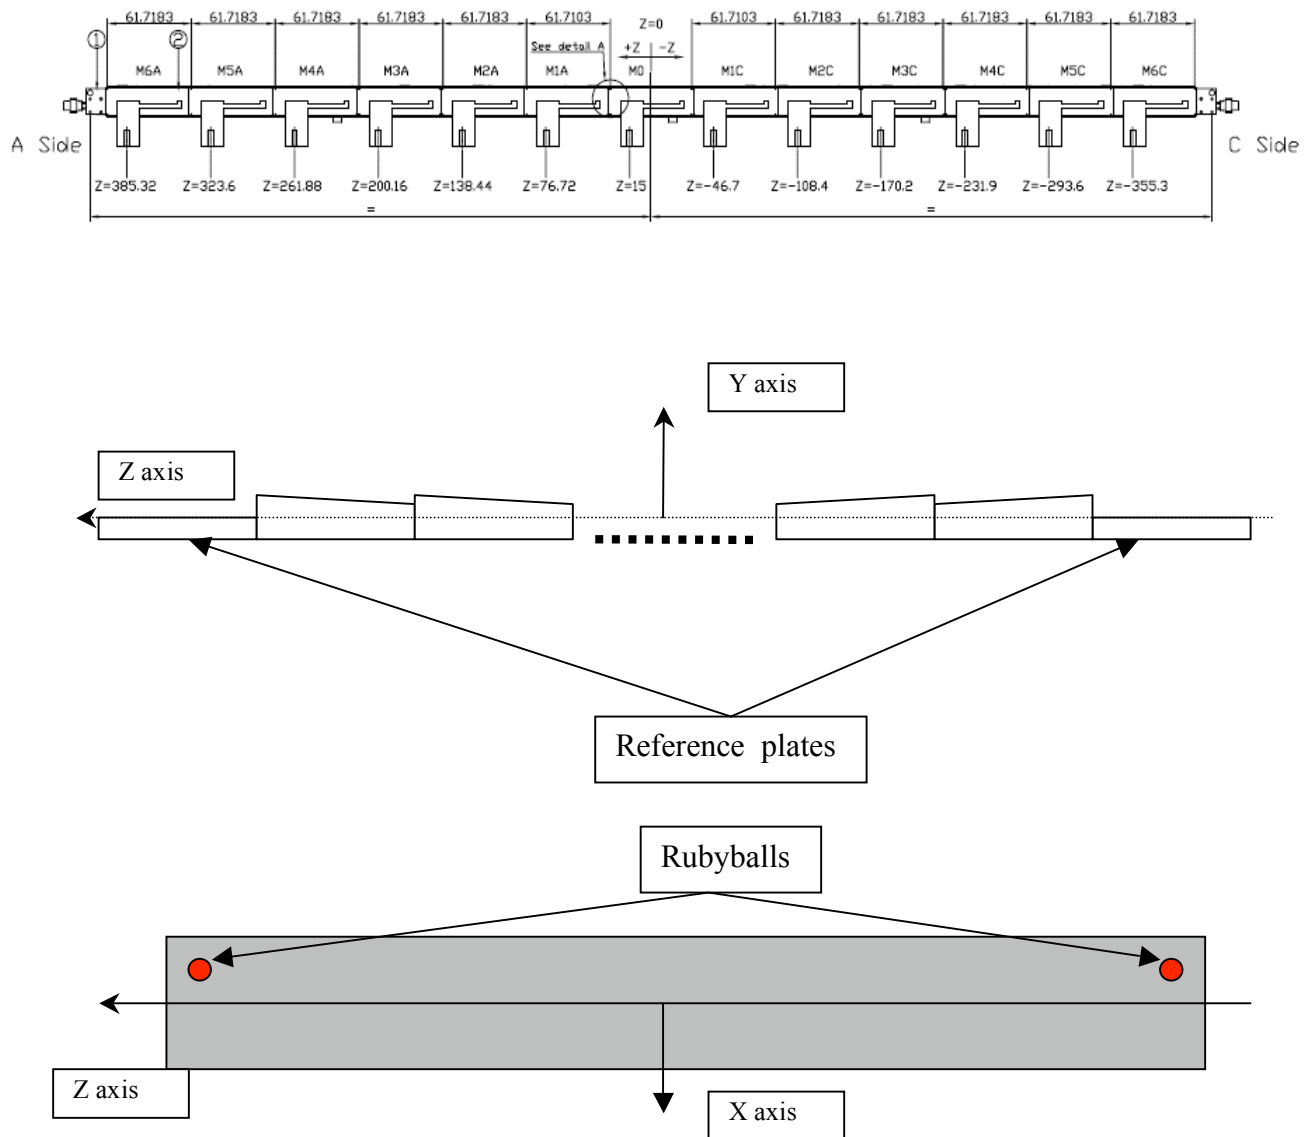 61.7183 61.7183 61.7183 61.7183 61.7183 61.7103 Z=0 61.7103 61.7183 61.7183 61.7183 61.7183 61.7183
1 2 See detail A +Z -Z
M6A M5A M4A M3A M2A M1A M0 M1C M2C M3C M4C M5C M6C
A Side C Side
Z=385.32 Z=323.6 Z=261.88 Z=200.16 Z=138.44 Z=76.72 Z=15 Z=-46.7 Z=-108.4 Z=-170.2 Z=-231.9 Z=-293.6 Z=-355.3
= =
Y axis
Z axis
Reference plates
Rubyballs
Z axis
X axis